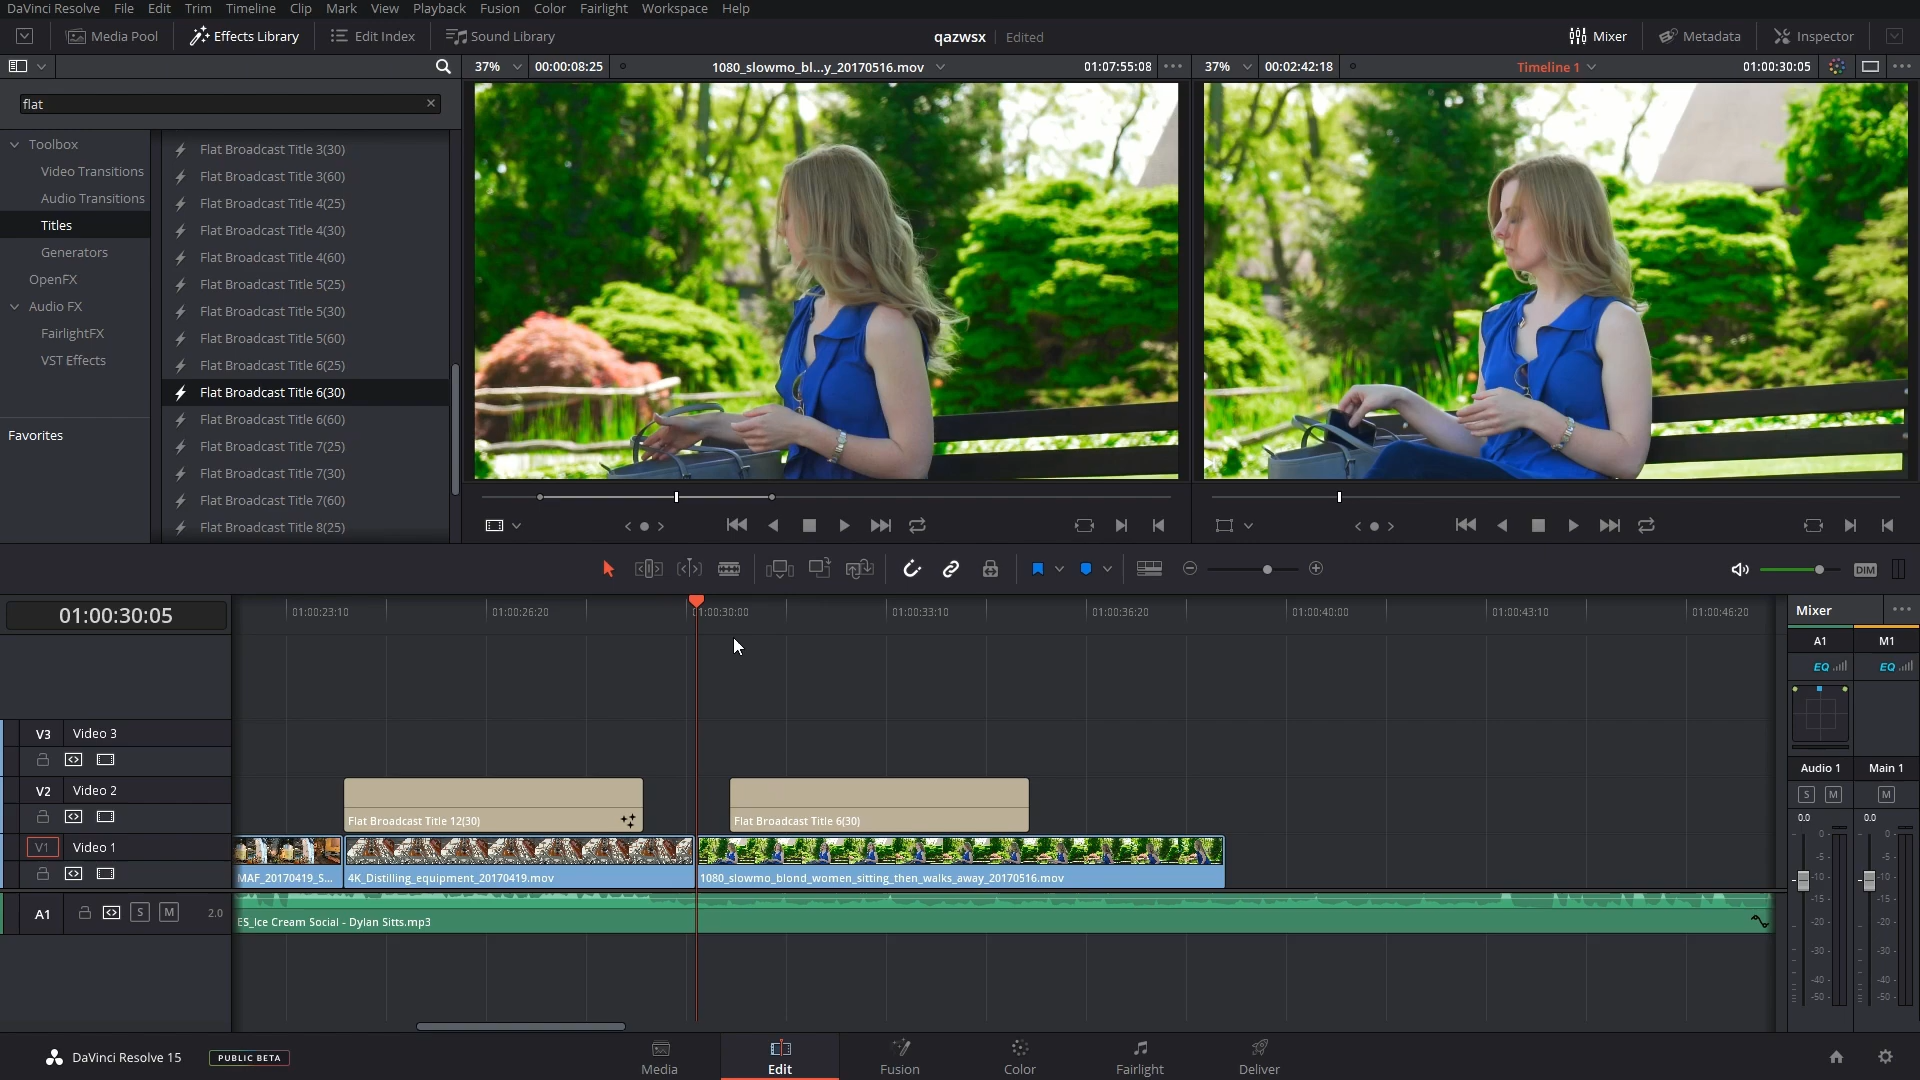 DaVinci Resolve File Edit Trim Timeline Clip Mark View Playback Fusion Color Fairlight Workspace Help
Media Pool Effects Library Edit Index Sound Library qazwsx Edited Mixer Metadata Inspector
37% 00:00:08:25 1080_slowmo_bl...y_20170516.mov 01:07:55:08 37% 00:02:42:18 Timeline 1 01:00:30:05
flat
Toolbox
Video Transitions
Audio Transitions
Titles
Generators
OpenFX
Audio FX
FairlightFX
VST Effects
Favorites
Flat Broadcast Title 3(30)
Flat Broadcast Title 3(60)
Flat Broadcast Title 4(25)
Flat Broadcast Title 4(30)
Flat Broadcast Title 4(60)
Flat Broadcast Title 5(25)
Flat Broadcast Title 5(30)
Flat Broadcast Title 5(60)
Flat Broadcast Title 6(25)
Flat Broadcast Title 6(30)
Flat Broadcast Title 6(60)
Flat Broadcast Title 7(25)
Flat Broadcast Title 7(30)
Flat Broadcast Title 7(60)
Flat Broadcast Title 8(25)
DIM
01:00:30:05
01:00:23:10 01:00:26:20 01:00:30:00 01:00:33:10 01:00:36:20 01:00:40:00 01:00:43:10 01:00:46:20
V3 Video 3
V2 Video 2
Flat Broadcast Title 12(30) Flat Broadcast Title 6(30)
V1 Video 1
MAF_20170419_S... 4K_Distilling_equipment_20170419.mov 1080_slowmo_blond_women_sitting_then_walks_away_20170516.mov
A1 S M 2.0
ES_Ice Cream Social - Dylan Sitts.mp3
Mixer
A1 M1
EQ EQ
Audio 1 Main 1
S M M
0.0 0.0
0 0
-5 -5
-10 -10
-15 -15
-20 -20
-30 -30
-40 -40
-50 -50
DaVinci Resolve 15 PUBLIC BETA
Media Edit Fusion Color Fairlight Deliver